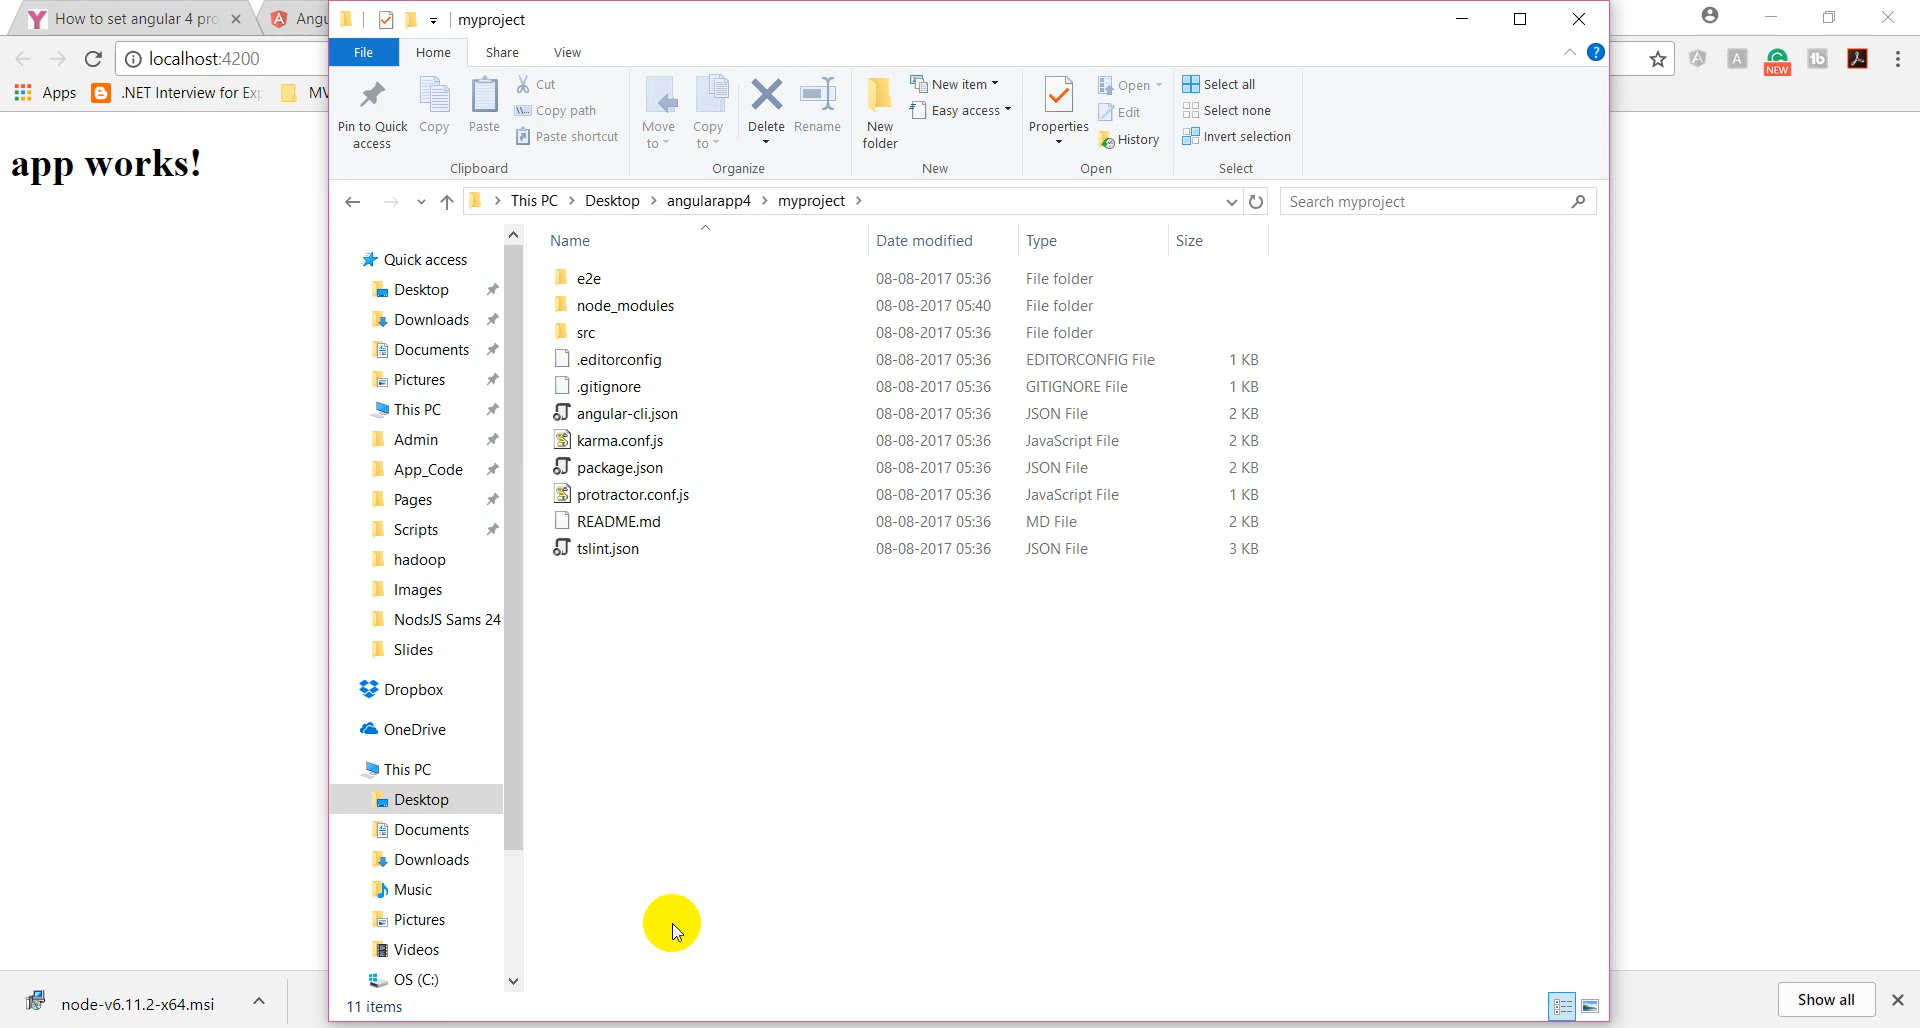 How to set angular 4 pro
Angu
myproject
localhost:4200
File Home Share View
Apps .NET Interview for Exp MV
Pin to Quick access
Copy
Paste
Cut
Copy path
Paste shortcut
Clipboard
Move to
Copy to
Delete
Rename
Organize
New folder
New item
Easy access
New
Properties
Open
Edit
History
Open
Select all
Select none
Invert selection
Select
NEW
app works!
This PC Desktop angularapp4 myproject
Search myproject
Quick access
Desktop
Downloads
Documents
Pictures
This PC
Admin
App_Code
Pages
Scripts
hadoop
Images
NodsJS Sams 24
Slides
Dropbox
OneDrive
This PC
Desktop
Documents
Downloads
Music
Pictures
Videos
OS (C:)
Name Date modified Type Size
e2e 08-08-2017 05:36 File folder
node_modules 08-08-2017 05:40 File folder
src 08-08-2017 05:36 File folder
.editorconfig 08-08-2017 05:36 EDITORCONFIG File 1 KB
.gitignore 08-08-2017 05:36 GITIGNORE File 1 KB
angular-cli.json 08-08-2017 05:36 JSON File 2 KB
karma.conf.js 08-08-2017 05:36 JavaScript File 2 KB
package.json 08-08-2017 05:36 JSON File 2 KB
protractor.conf.js 08-08-2017 05:36 JavaScript File 1 KB
README.md 08-08-2017 05:36 MD File 2 KB
tslint.json 08-08-2017 05:36 JSON File 3 KB
11 items
node-v6.11.2-x64.msi
Show all